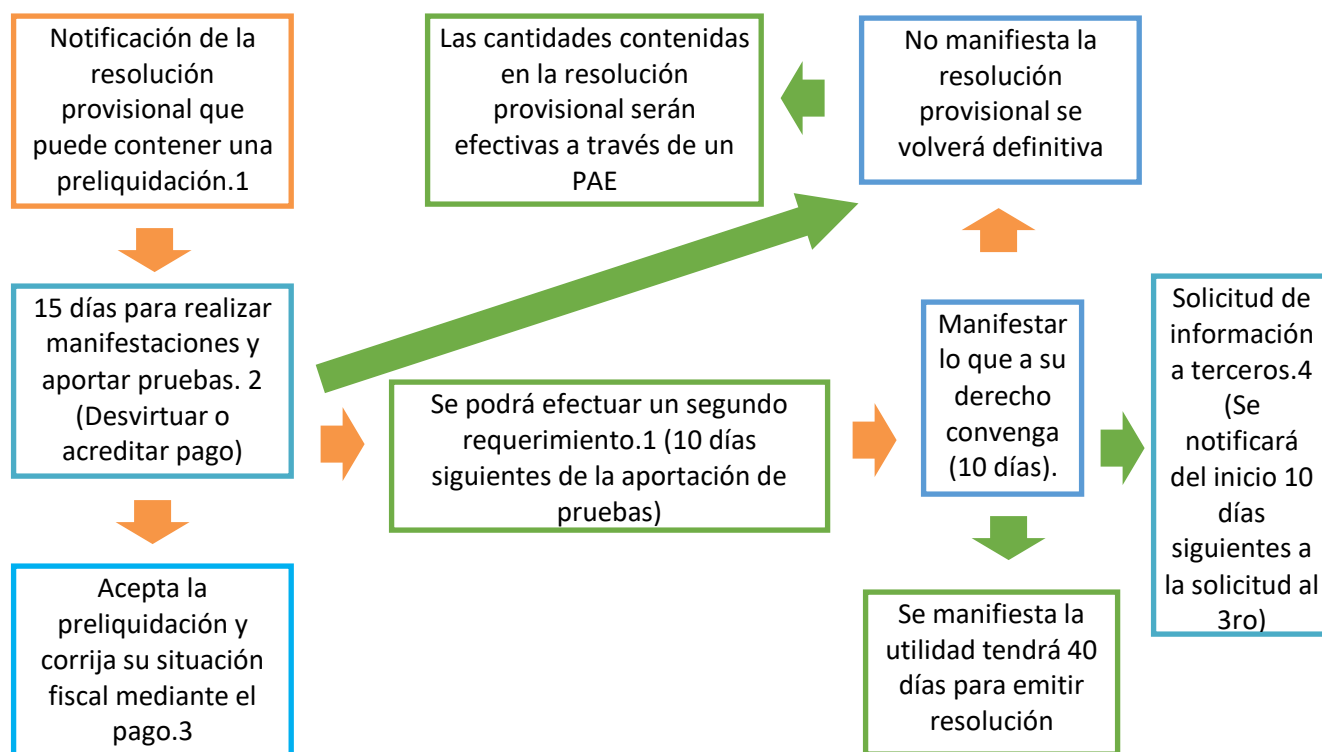 Notificación de la
resolución
provisional que
puede contener una
preliquidación.1
Las cantidades contenidas
en la resolución
provisional serán
efectivas a través de un
PAE
No manifiesta la
resolución
provisional se
volverá definitiva
15 días para realizar
manifestaciones y
aportar pruebas. 2
(Desvirtuar o
acreditar pago)
Se podrá efectuar un segundo
requerimiento.1 (10 días
siguientes de la aportación de
pruebas)
Manifestar
lo que a su
derecho
convenga
(10 días).
Solicitud de
información
a terceros.4
(Se
notificará
del inicio 10
días
siguientes a
la solicitud al
3ro)
Acepta la
preliquidación y
corrija su situación
fiscal mediante el
pago.3
Se manifiesta la
utilidad tendrá 40
días para emitir
resolución